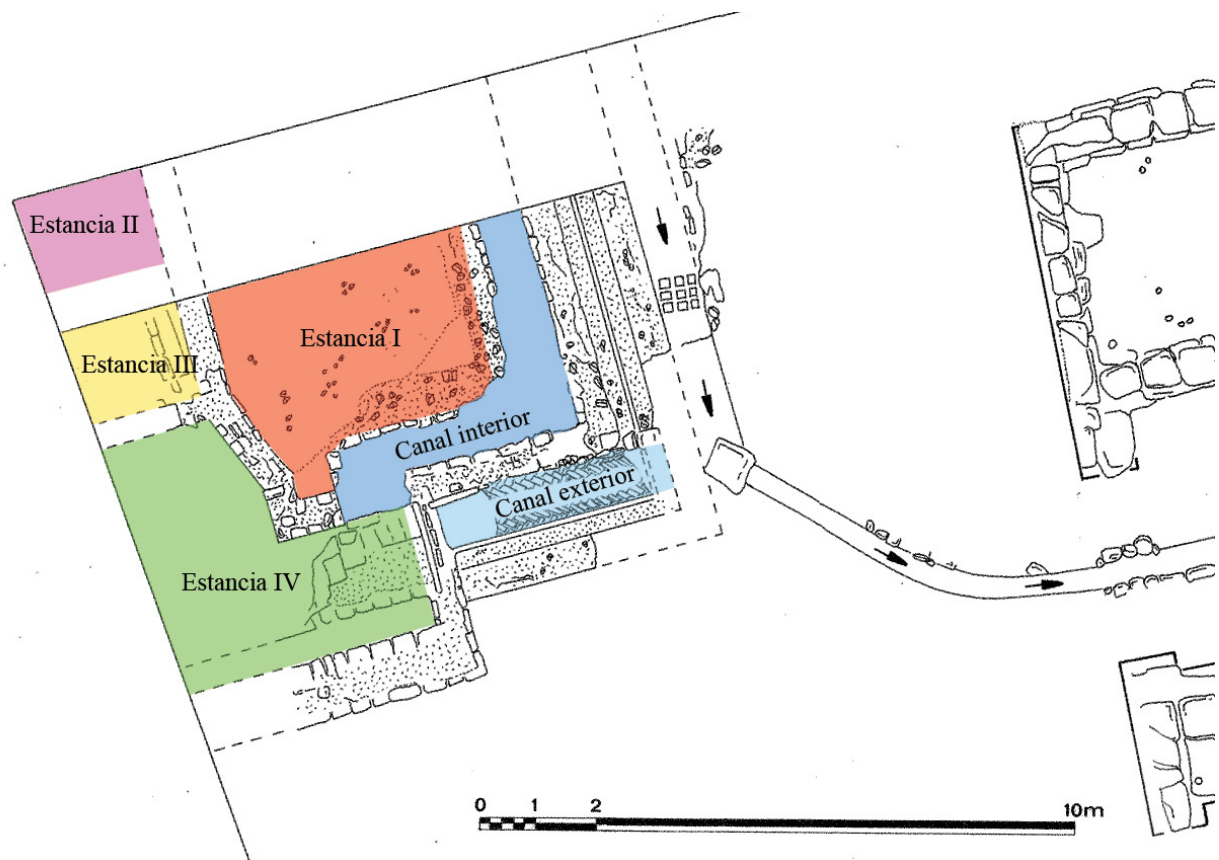 Estancia II
Estancia I
Estancia III
Canal interior
Canal exterior
Estancia IV
0 1 2 10m